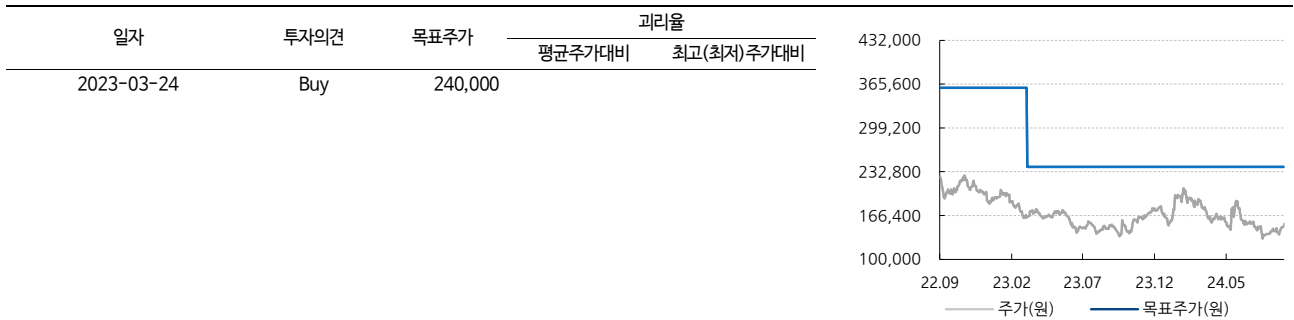 일자 투자의견 목표주가 괴리율
평균주가대비 최고(최저)주가대비
2023-03-24 Buy 240,000
432,000
365,600
299,200
232,800
166,400
100,000
22.09 23.02 23.07 23.12 24.05
주가(원) 목표주가(원)